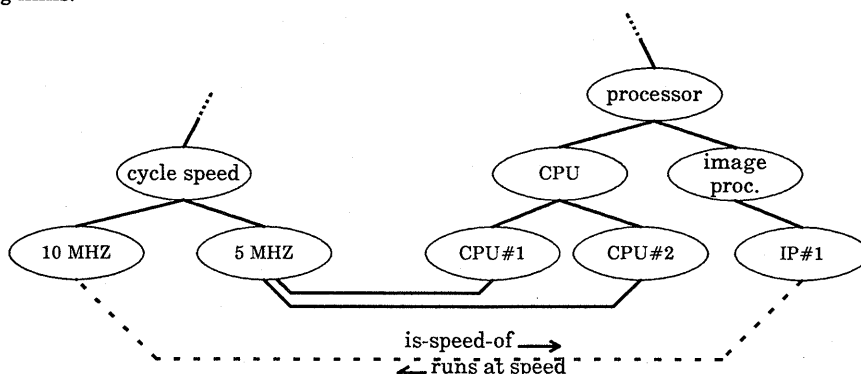 processor
cycle speed
CPU
image
proc.
10 MHZ
5 MHZ
CPU#1
CPU#2
IP#1
is-speed-of
runs at speed